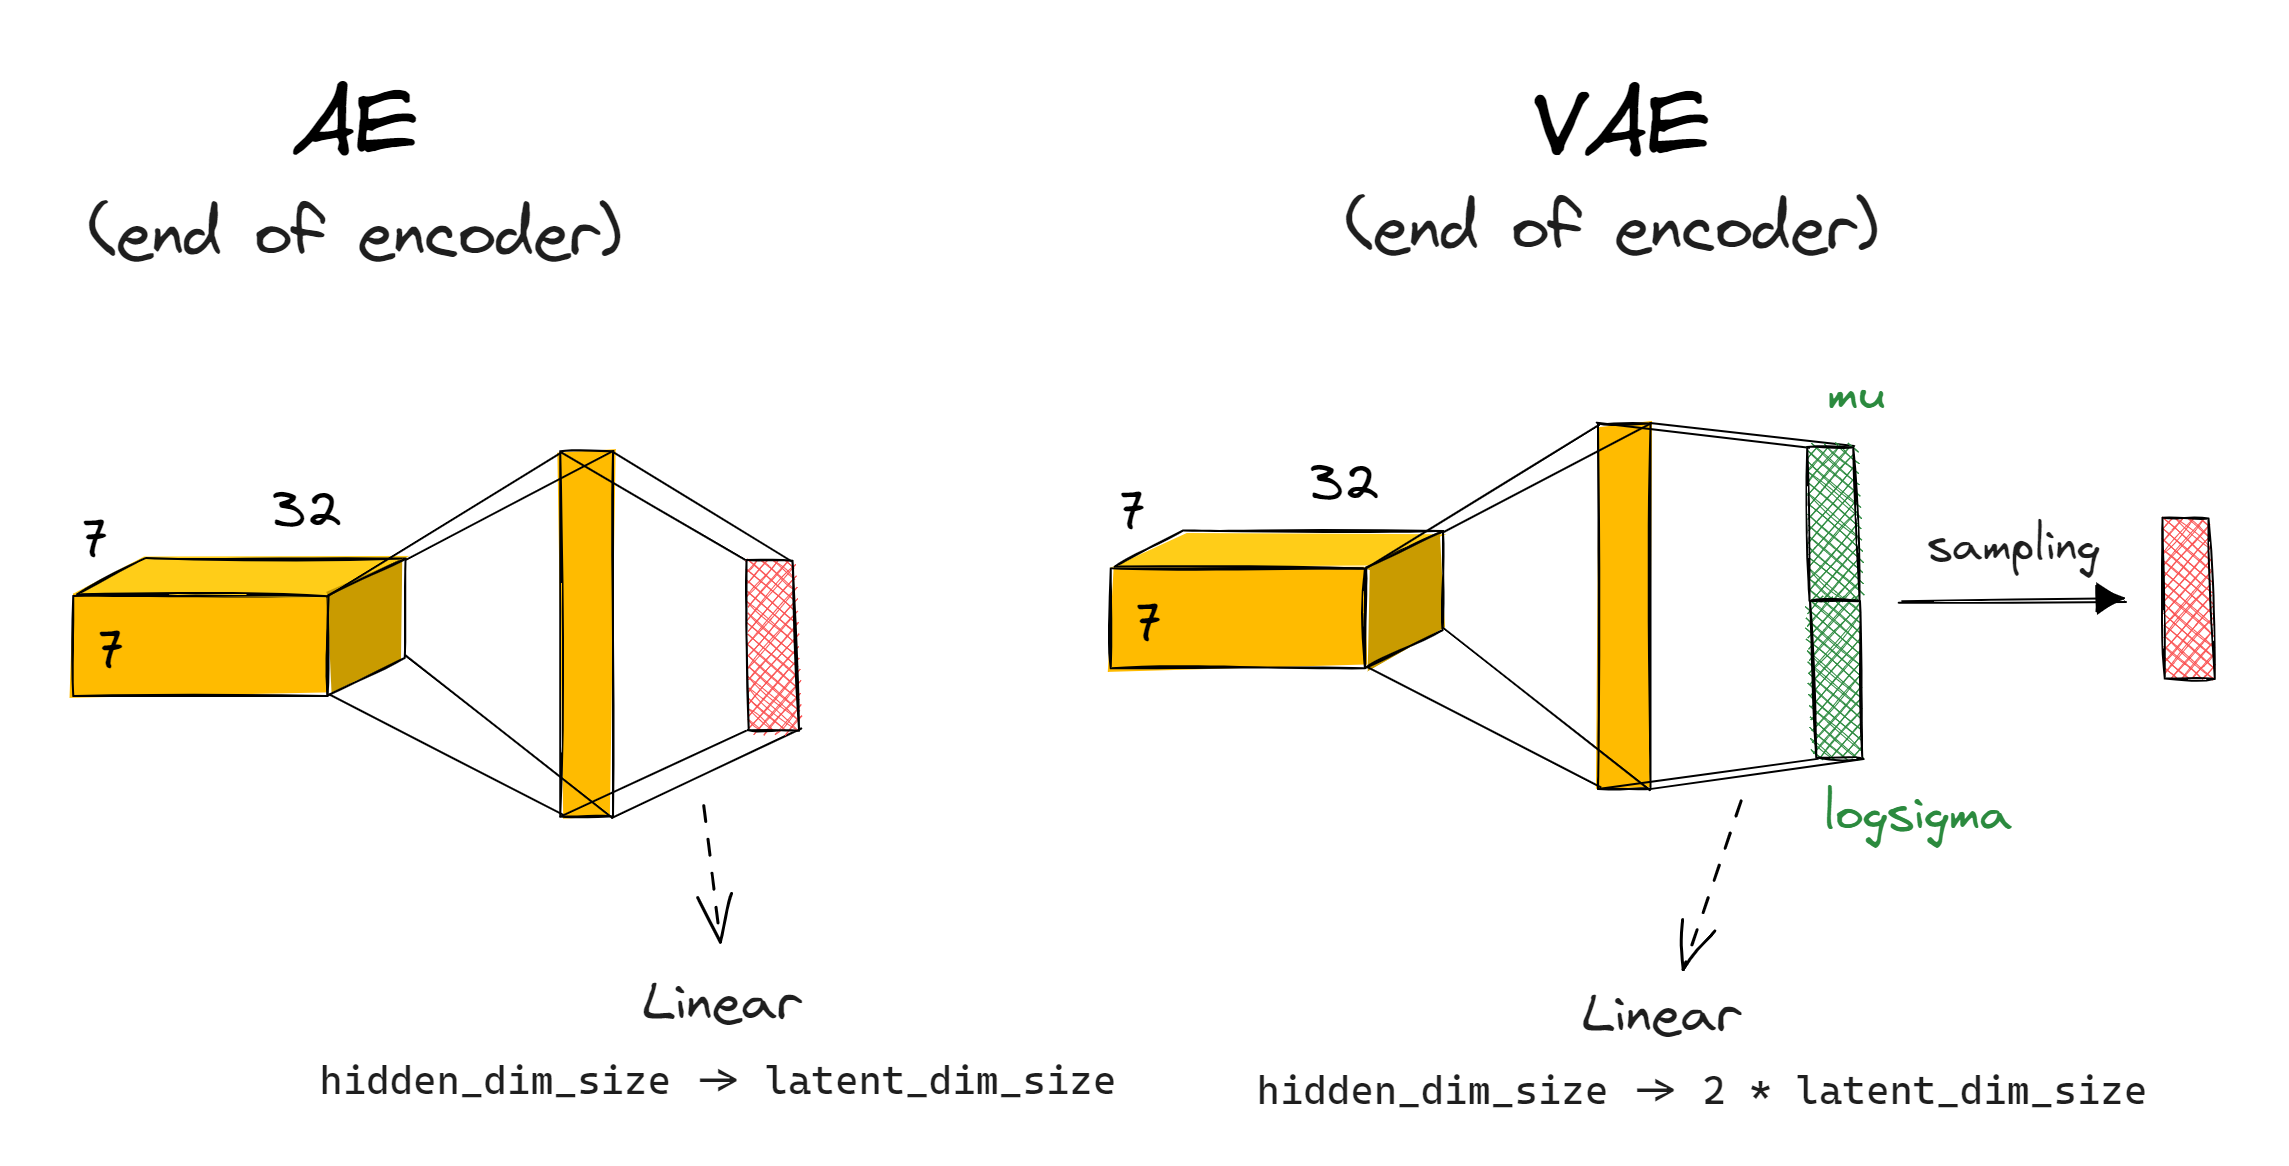 AE
(end of encoder)
7
32
7
Linear
hidden_dim_size → latent_dim_size
VAE
(end of encoder)
7
32
7
mu
logsigma
sampling
Linear
hidden_dim_size → 2 * latent_dim_size